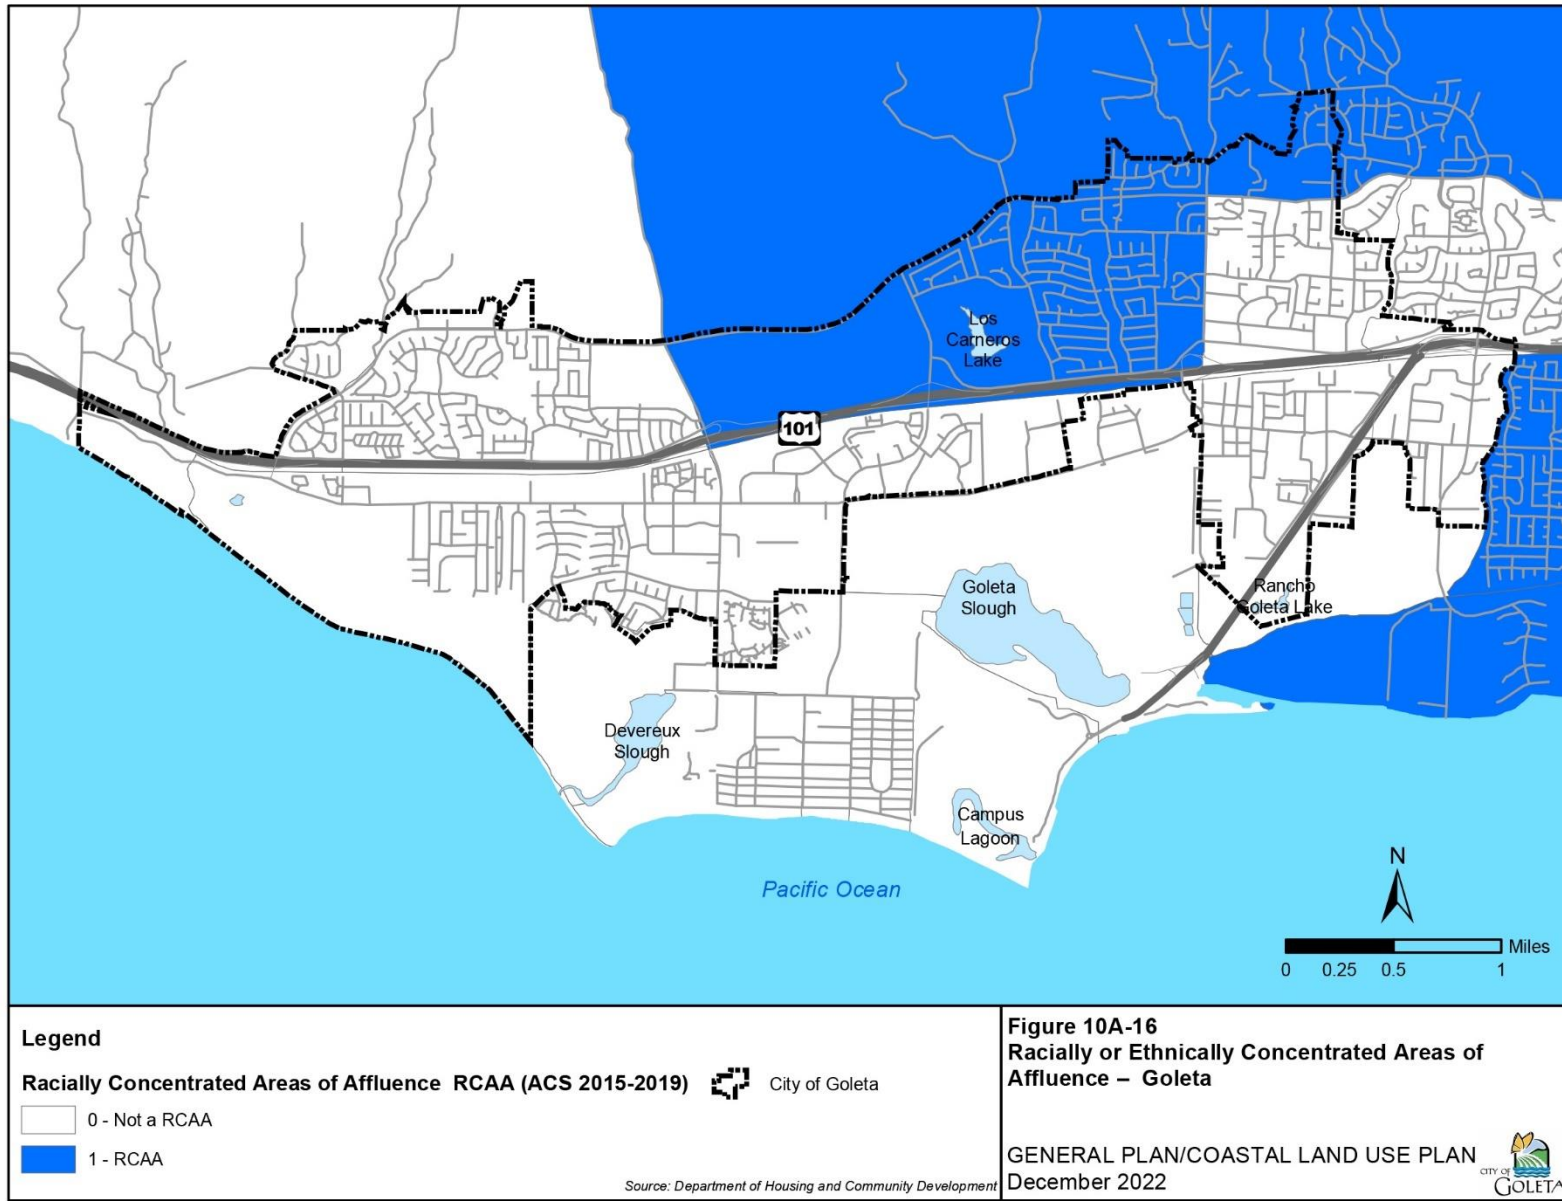 Los
Carneros
Lake
101
Goleta
Slough
Rancho
Goleta Lake
Devereux
Slough
Campus
Lagoon
Pacific Ocean
N
Miles
0 0.25 0.5 1
Legend
Racially Concentrated Areas of Affluence RCAA (ACS 2015-2019)
City of Goleta
0 - Not a RCAA
1 - RCAA
Source: Department of Housing and Community Development
Figure 10A-16
Racially or Ethnically Concentrated Areas of
Affluence – Goleta
GENERAL PLAN/COASTAL LAND USE PLAN
December 2022
CITY OF
GOLETA